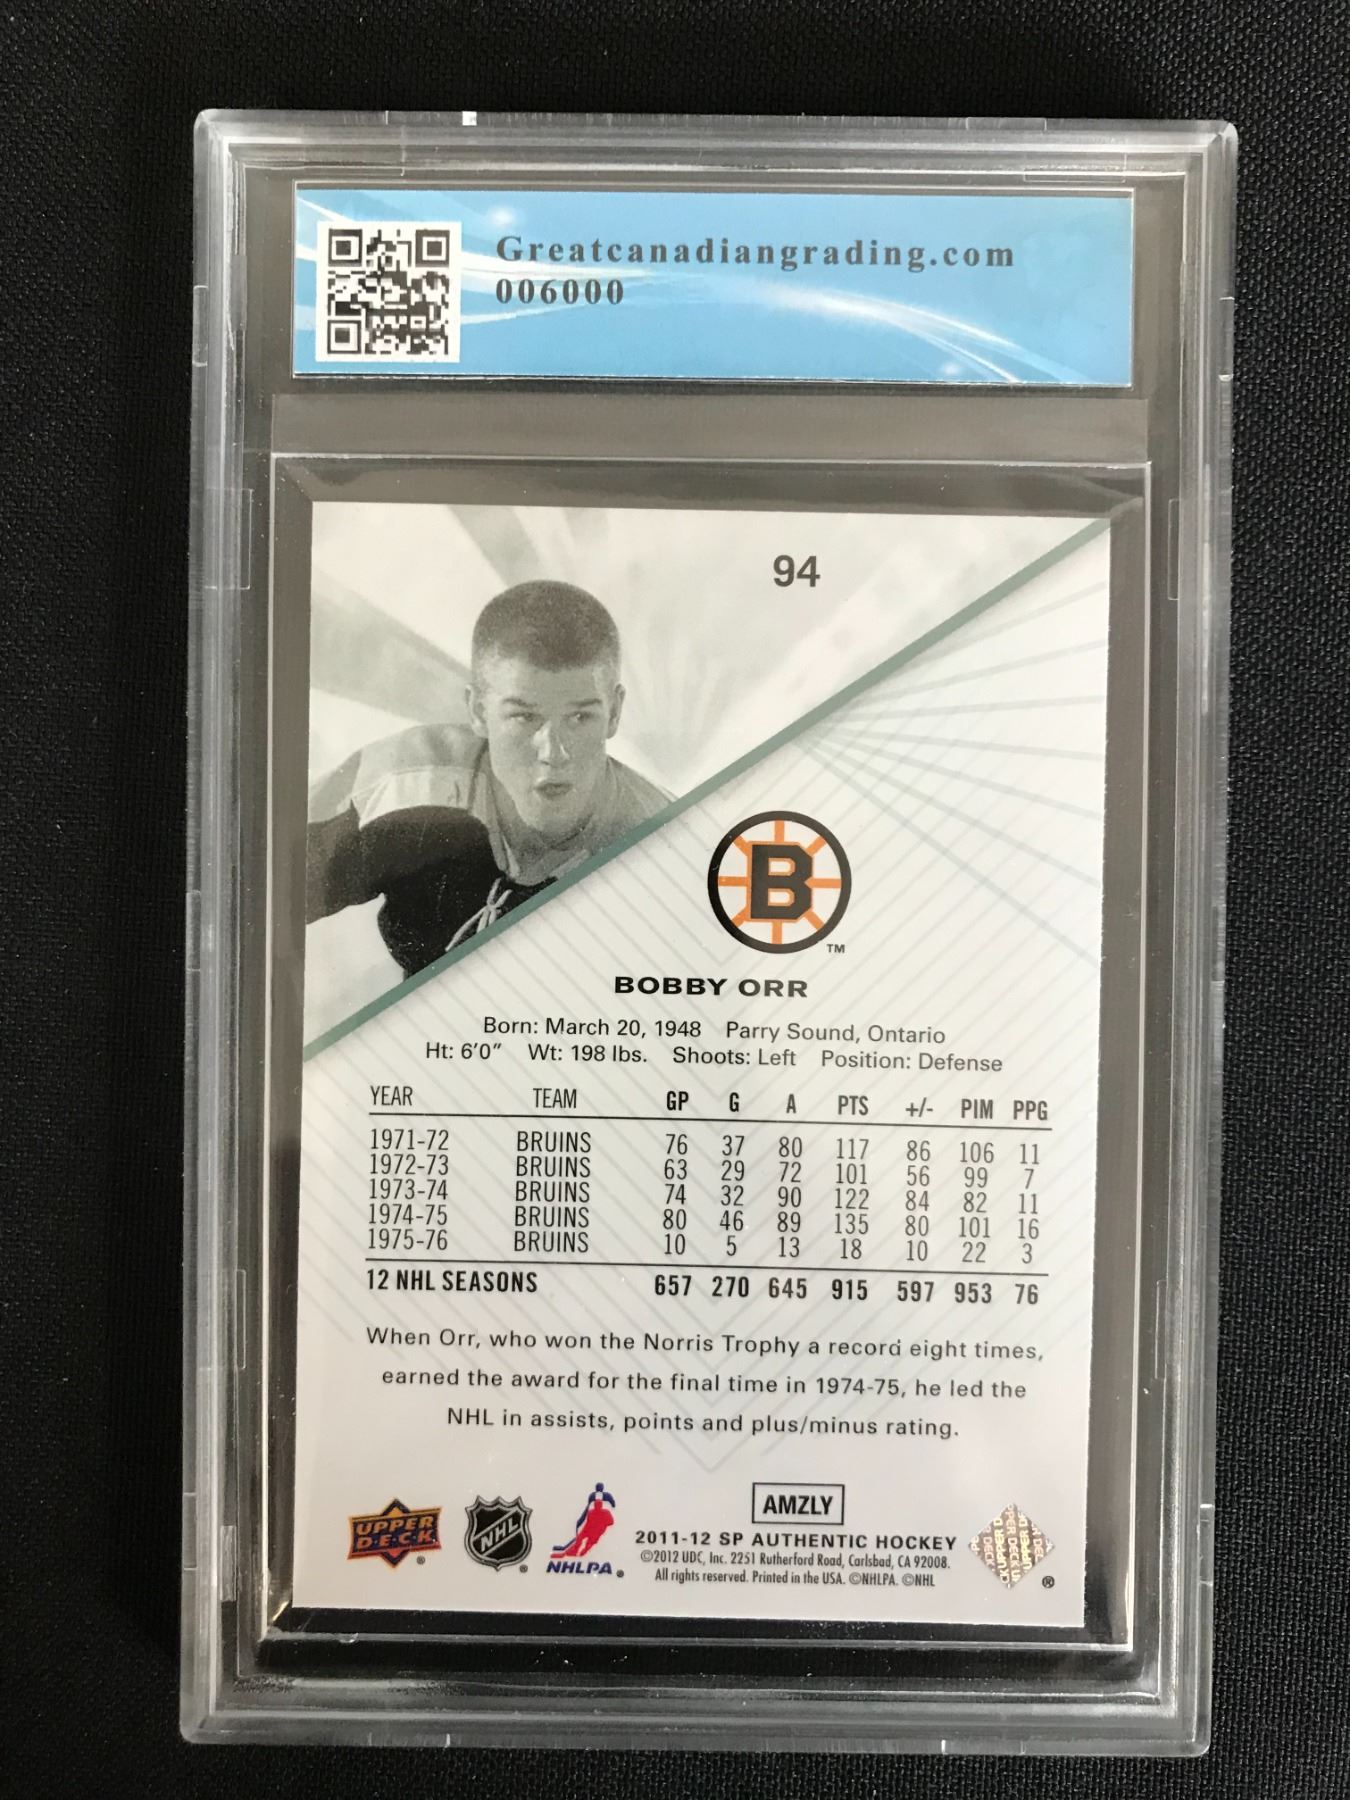 Greatcanadiangrading.com
006000
94
B
TM
BOBBY ORR
Born: March 20, 1948 Parry Sound, Ontario
Ht: 6'0" Wt: 198 lbs. Shoots: Left Position: Defense
YEAR TEAM GP G A PTS +/- PIM PPG
1971-72 BRUINS 76 37 80 117 86 106 11
1972-73 BRUINS 63 29 72 101 56 99 7
1973-74 BRUINS 74 32 90 122 84 82 11
1974-75 BRUINS 80 46 89 135 80 101 16
1975-76 BRUINS 10 5 13 18 10 22 3
12 NHL SEASONS 657 270 645 915 597 953 76
When Orr, who won the Norris Trophy a record eight times,
earned the award for the final time in 1974-75, he led the
NHL in assists, points and plus/minus rating.
UPPER
DECK ®
NHL ®
NHLPA ®
AMZLY
2011-12 SP AUTHENTIC HOCKEY
©2012 UDC, Inc. 2251 Rutherford Road, Carlsbad, CA 92008.
All rights reserved. Printed in the USA. ©NHLPA. ©NHL
®